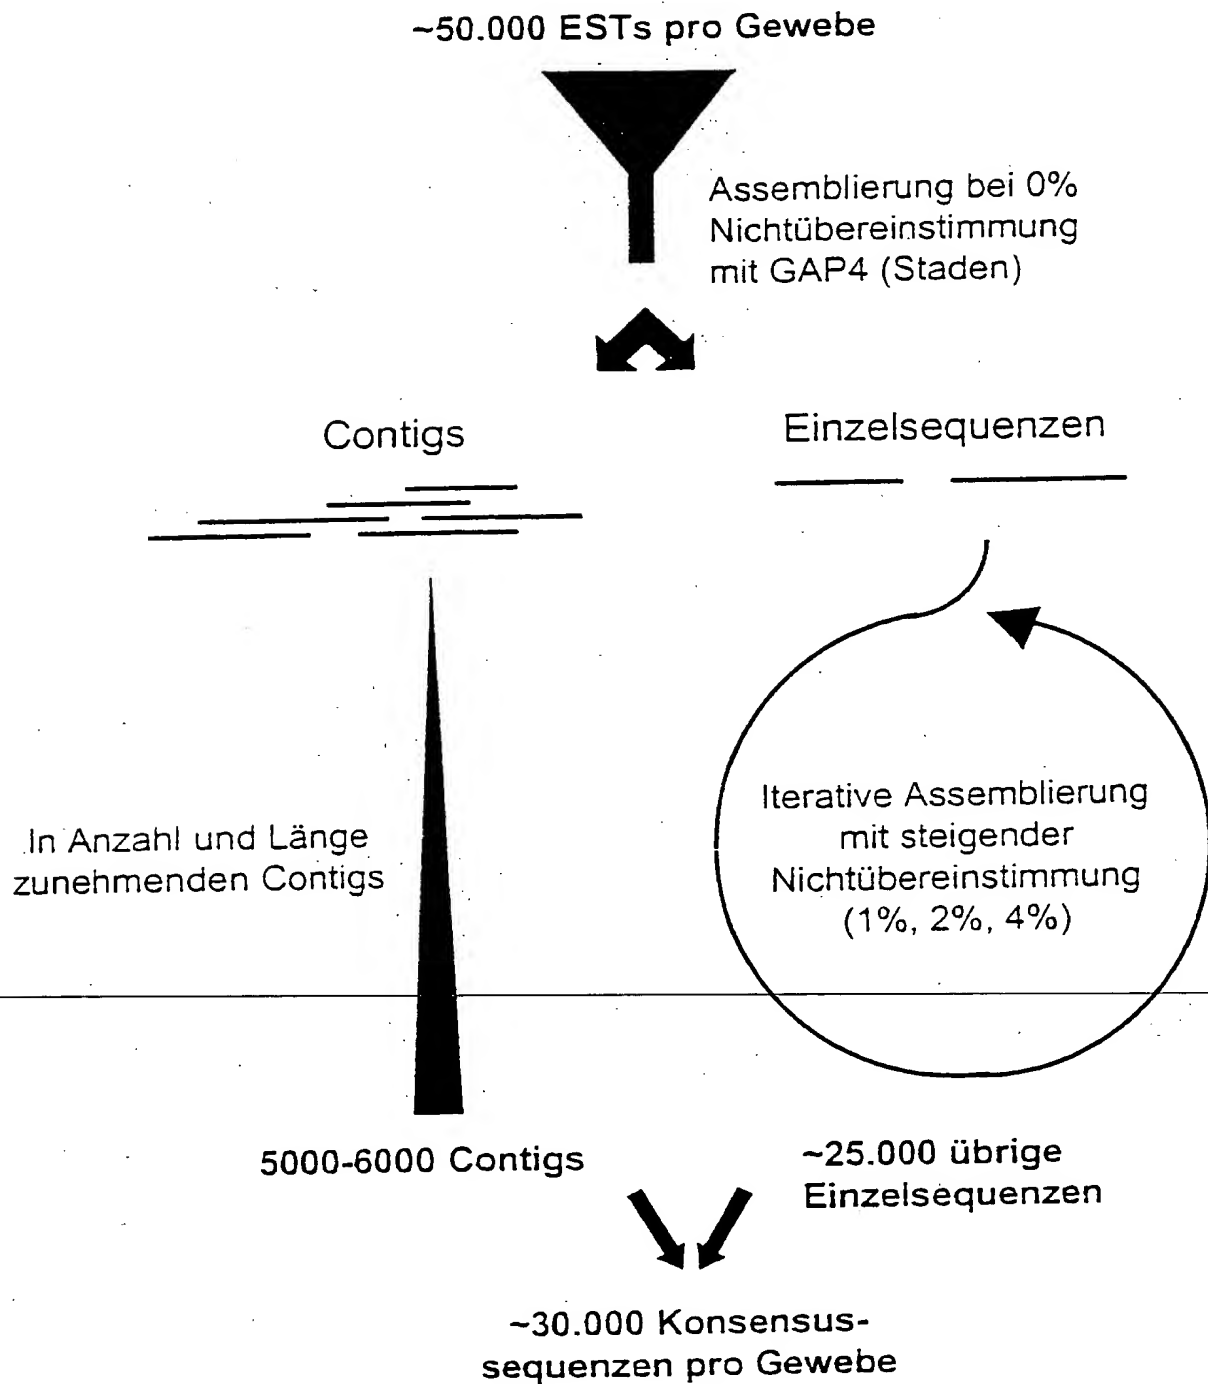 ~50.000 ESTs pro Gewebe
Assemblierung bei 0%
Nichtübereinstimmung
mit GAP4 (Staden)
Contigs
Einzelsequenzen
In Anzahl und Länge
zunehmenden Contigs
Iterative Assemblierung
mit steigender
Nichtübereinstimmung
(1%, 2%, 4%)
5000-6000 Contigs
~25.000 übrige
Einzelsequenzen
~30.000 Konsensus-
sequenzen pro Gewebe